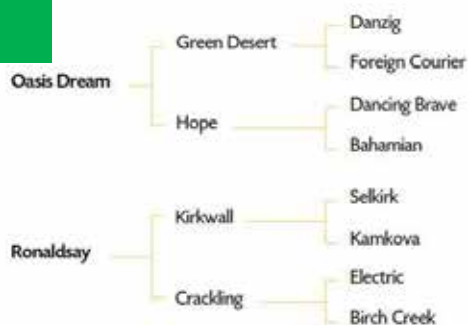 Danzig
Green Desert
Foreign Courier
Oasis Dream
Dancing Brave
Hope
Bahamian
Selkirk
Kirkwall
Kamkova
Ronaldsay
Electric
Crackling
Birch Creek